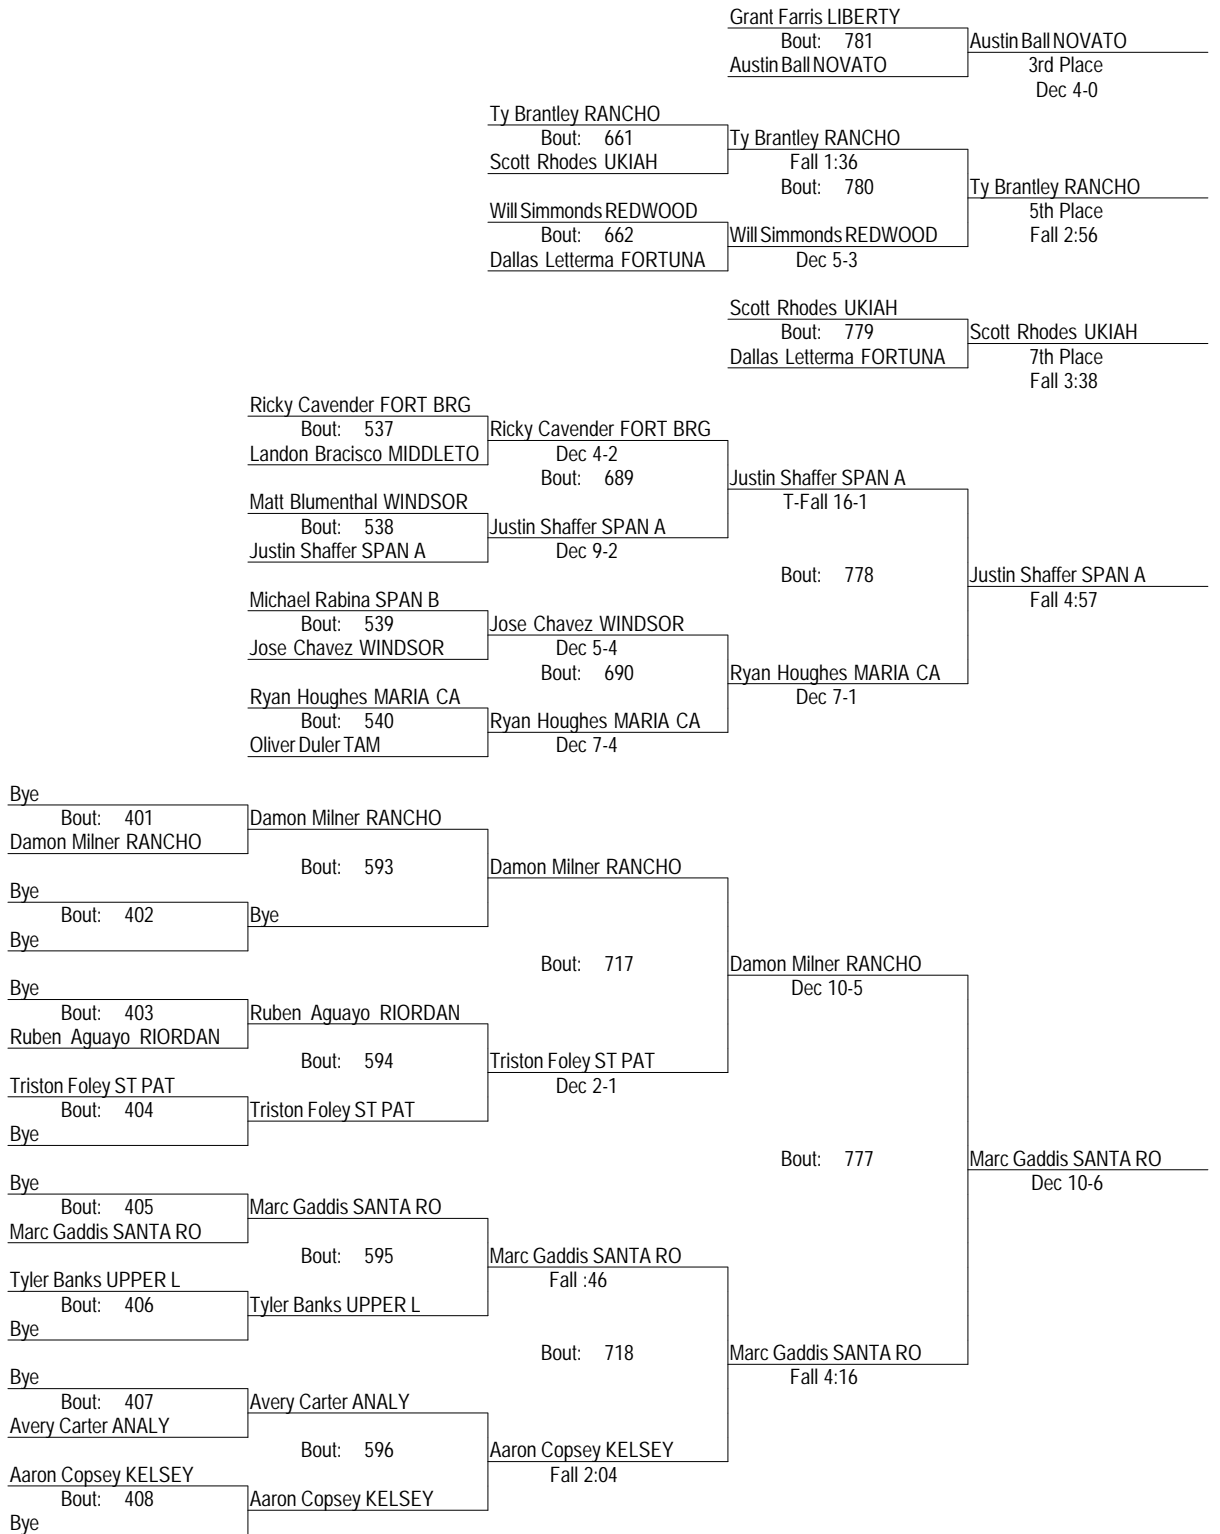 Grant Farris LIBERTY
Bout: 781 Austin Ball NOVATO
Austin Ball NOVATO 3rd Place
Dec 4-0
Ty Brantley RANCHO
Bout: 661 Ty Brantley RANCHO
Scott Rhodes UKIAH Fall 1:36
Bout: 780 Ty Brantley RANCHO
Will Simmonds REDWOOD 5th Place
Bout: 662 Will Simmonds REDWOOD Fall 2:56
Dallas Letterma FORTUNA Dec 5-3
Scott Rhodes UKIAH
Bout: 779 Scott Rhodes UKIAH
Dallas Letterma FORTUNA 7th Place
Fall 3:38
Ricky Cavender FORT BRG
Bout: 537 Ricky Cavender FORT BRG
Landon Bracisco MIDDLETO Dec 4-2
Bout: 689 Justin Shaffer SPAN A
Matt Blumenthal WINDSOR T-Fall 16-1
Bout: 538 Justin Shaffer SPAN A
Justin Shaffer SPAN A Dec 9-2
Bout: 778 Justin Shaffer SPAN A
Michael Rabina SPAN B Fall 4:57
Bout: 539 Jose Chavez WINDSOR
Jose Chavez WINDSOR Dec 5-4
Bout: 690 Ryan Houghes MARIA CA
Ryan Houghes MARIA CA Dec 7-1
Bout: 540 Ryan Houghes MARIA CA
Oliver Duler TAM Dec 7-4
Bye
Bout: 401 Damon Milner RANCHO
Damon Milner RANCHO
Bout: 593 Damon Milner RANCHO
Bye
Bout: 402 Bye
Bye
Bout: 717 Damon Milner RANCHO
Bye Dec 10-5
Bout: 403 Ruben Aguayo RIORDAN
Ruben Aguayo RIORDAN
Bout: 594 Triston Foley ST PAT
Triston Foley ST PAT Dec 2-1
Bout: 404 Triston Foley ST PAT
Bye
Bout: 777 Marc Gaddis SANTA RO
Bye Dec 10-6
Bout: 405 Marc Gaddis SANTA RO
Marc Gaddis SANTA RO
Bout: 595 Marc Gaddis SANTA RO
Tyler Banks UPPER L Fall :46
Bout: 406 Tyler Banks UPPER L
Bye
Bout: 718 Marc Gaddis SANTA RO
Bye Fall 4:16
Bout: 407 Avery Carter ANALY
Avery Carter ANALY
Bout: 596 Aaron Copsey KELSEY
Aaron Copsey KELSEY Fall 2:04
Bout: 408 Aaron Copsey KELSEY
Bye